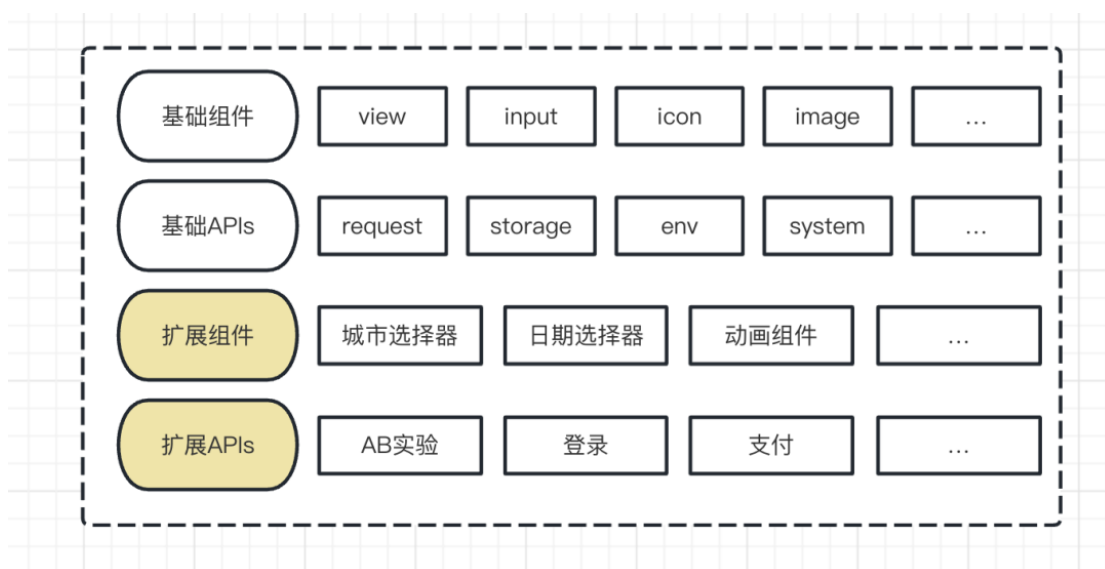 基础组件 view input icon image ...
基础APIs request storage env system ...
扩展组件 城市选择器 日期选择器 动画组件 ...
扩展APIs AB实验 登录 支付 ...